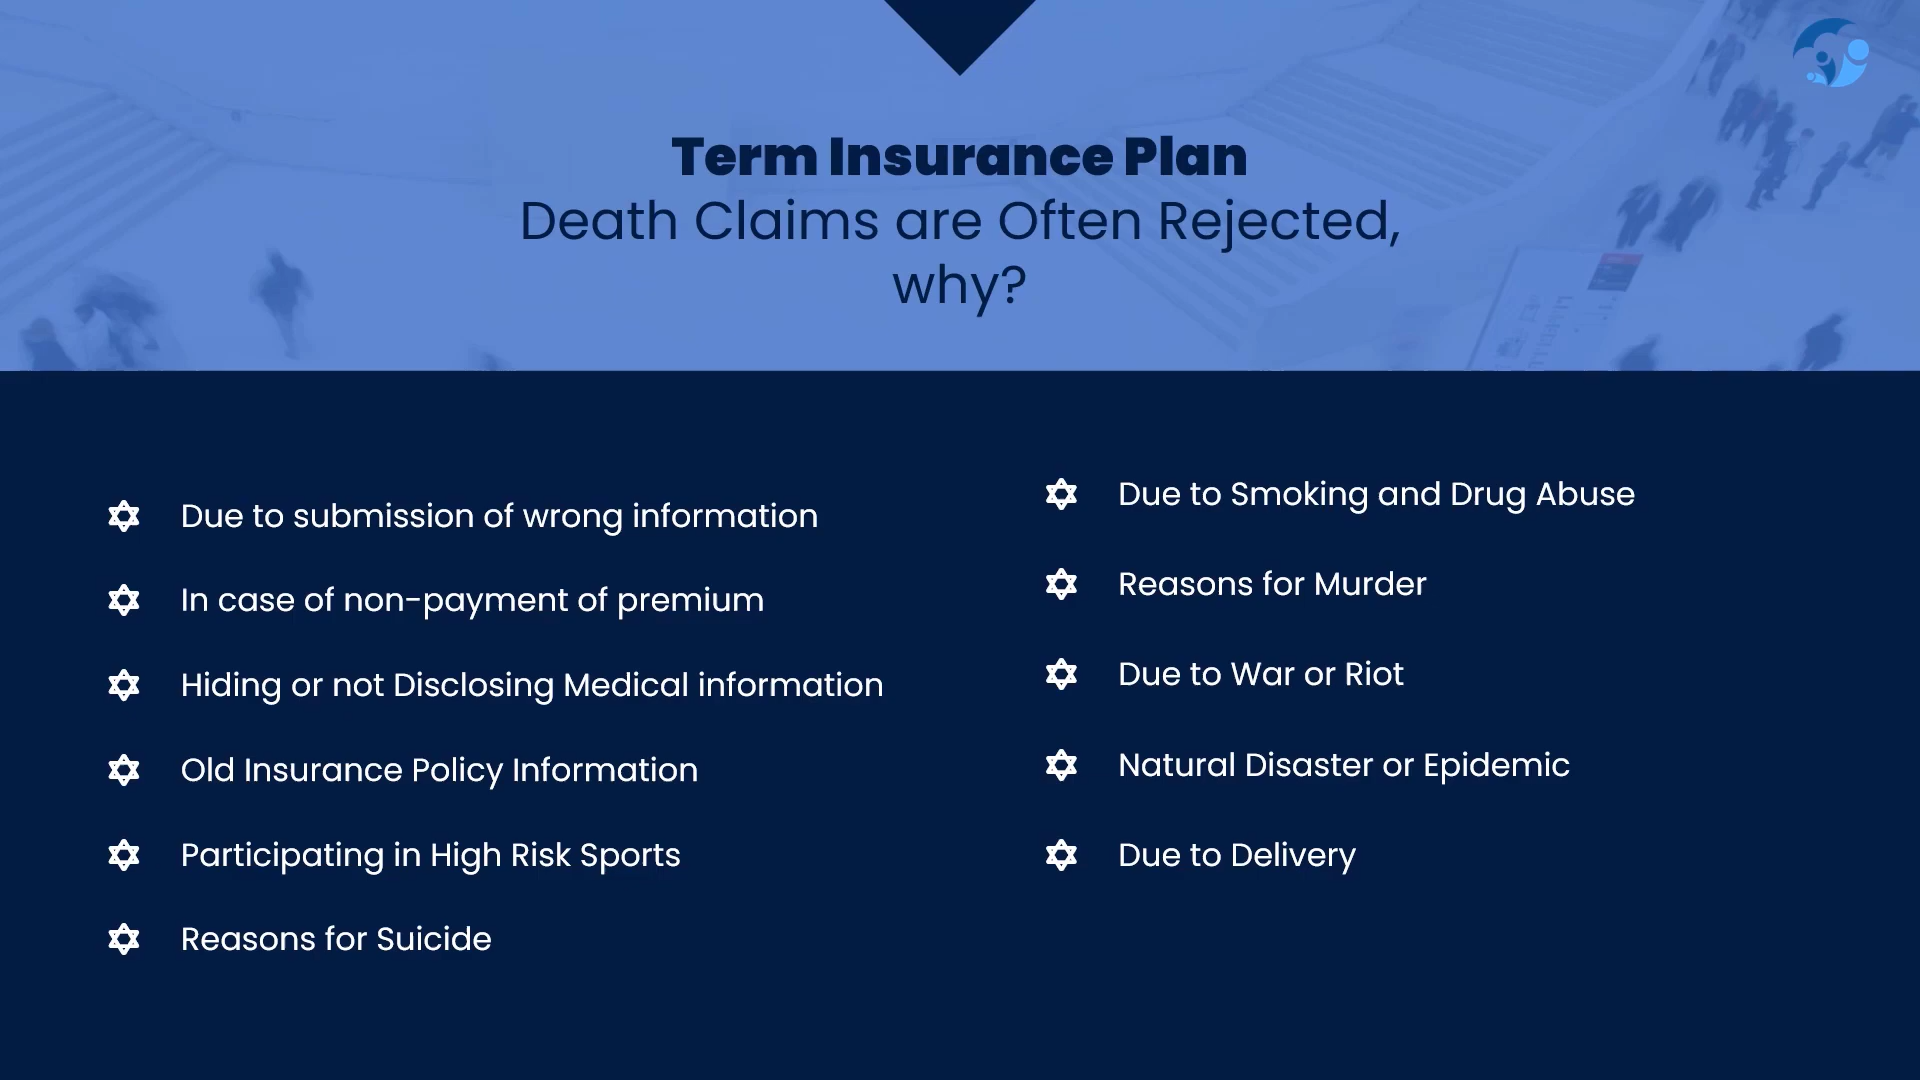 Term Insurance Plan
Death Claims are Often Rejected,
why?
Due to submission of wrong information
In case of non-payment of premium
Hiding or not Disclosing Medical information
Old Insurance Policy Information
Participating in High Risk Sports
Reasons for Suicide
Due to Smoking and Drug Abuse
Reasons for Murder
Due to War or Riot
Natural Disaster or Epidemic
Due to Delivery